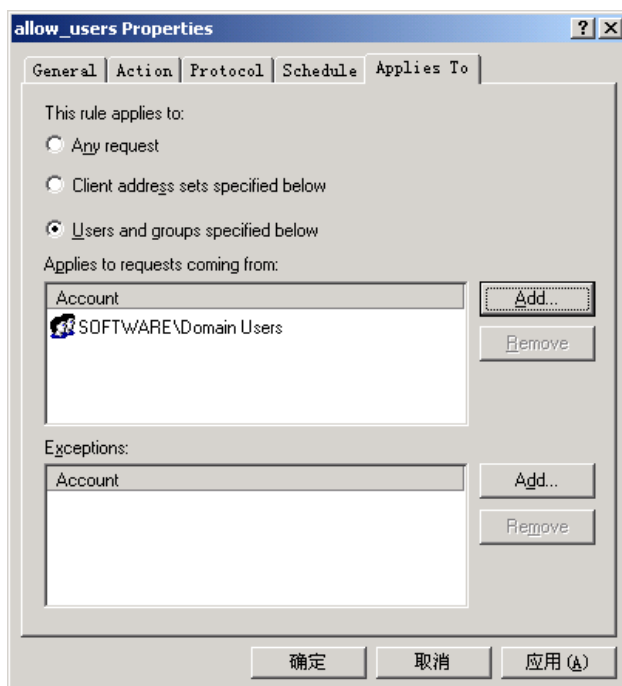 allow_users Properties
General Action Protocol Schedule Applies To
This rule applies to:
Any request
Client address sets specified below
Users and groups specified below
Applies to requests coming from:
Account
Add...
SOFTWARE\Domain Users
Remove
Exceptions:
Account
Add...
Remove
确定 取消 应用(A)